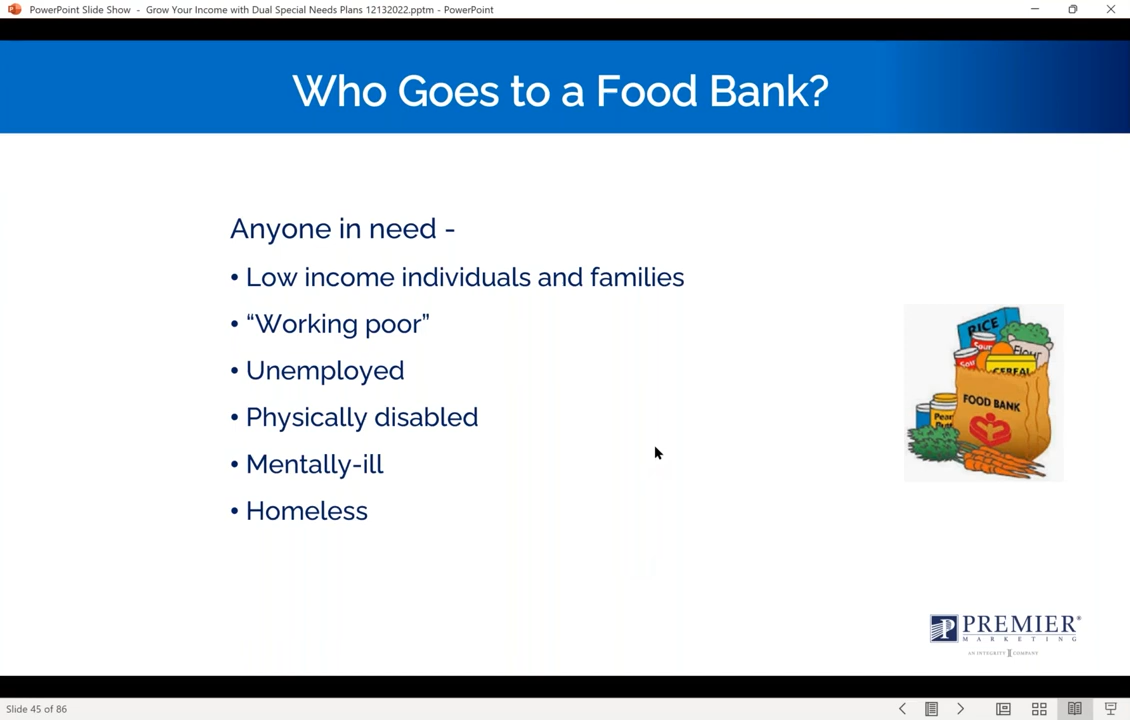 PowerPoint Slide Show - Grow Your Income with Dual Special Needs Plans 12132022.pptm - PowerPoint
Who Goes to a Food Bank?
Anyone in need -
• Low income individuals and families
• “Working poor”
• Unemployed
• Physically disabled
• Mentally-ill
• Homeless
RICE
Flour
CEREAL
FOOD BANK
PREMIER®
MARKETING
AN INTEGRITY COMPANY
Slide 45 of 86